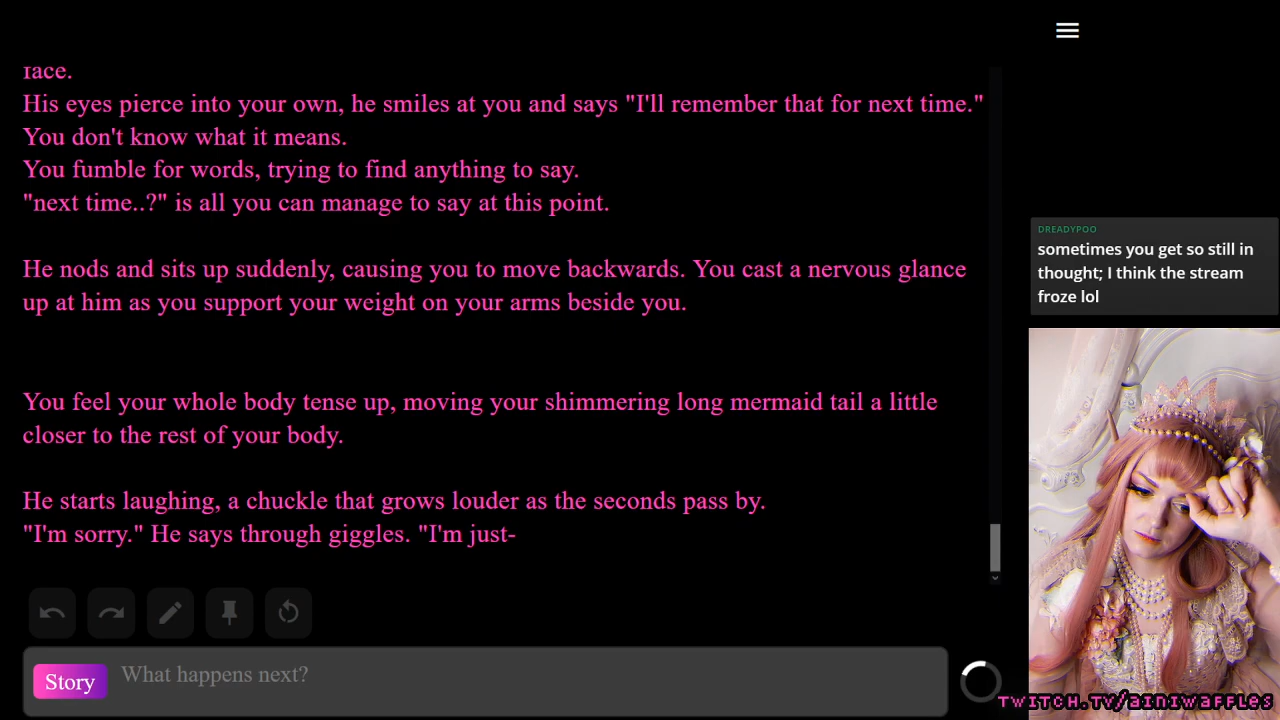 face.
His eyes pierce into your own, he smiles at you and says "I'll remember that for next time."
You don't know what it means.
You fumble for words, trying to find anything to say.
"next time..?" is all you can manage to say at this point.
He nods and sits up suddenly, causing you to move backwards. You cast a nervous glance
up at him as you support your weight on your arms beside you.
You feel your whole body tense up, moving your shimmering long mermaid tail a little
closer to the rest of your body.
He starts laughing, a chuckle that grows louder as the seconds pass by.
"I'm sorry." He says through giggles. "I'm just-
Story
What happens next?
DREADYPOO
sometimes you get so still in
thought; I think the stream
froze lol
TWITCH.TV/AINIWAFFLES